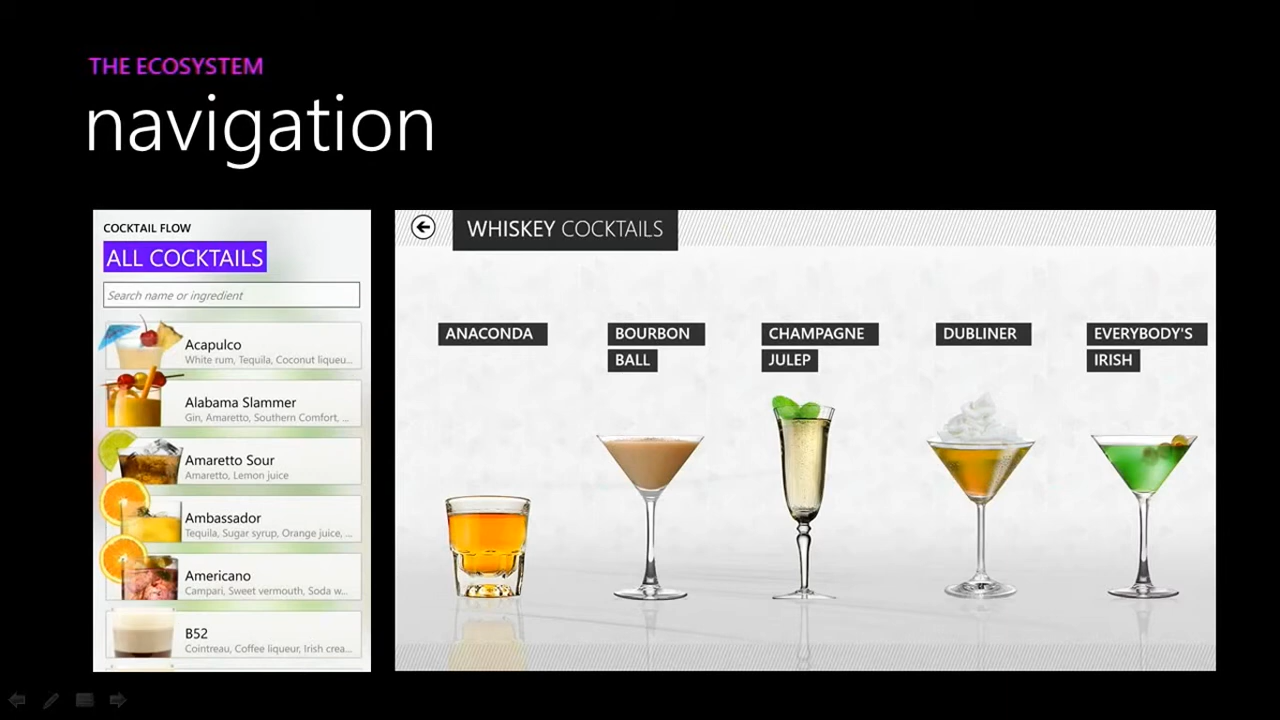 THE ECOSYSTEM
navigation
COCKTAIL FLOW
ALL COCKTAILS
Search name or ingredient
Acapulco
White rum, Tequila, Coconut liqueu...
Alabama Slammer
Gin, Amaretto, Southern Comfort, ...
Amaretto Sour
Amaretto, Lemon juice
Ambassador
Tequila, Sugar syrup, Orange juice, ...
Americano
Campari, Sweet vermouth, Soda w...
B52
Cointreau, Coffee liqueur, Irish crea...
WHISKEY COCKTAILS
ANACONDA
BOURBON
BALL
CHAMPAGNE
JULEP
DUBLINER
EVERYBODY'S
IRISH